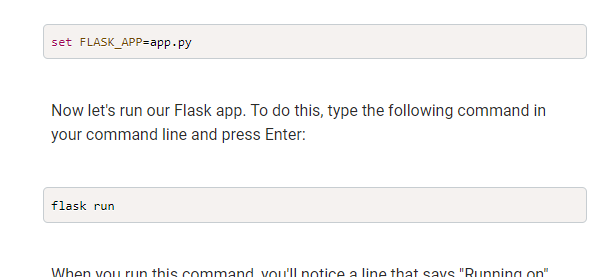 set FLASK_APP=app.py
Now let's run our Flask app. To do this, type the following command in
your command line and press Enter:
flask run
When you run this command, you'll notice a line that says "Running on"